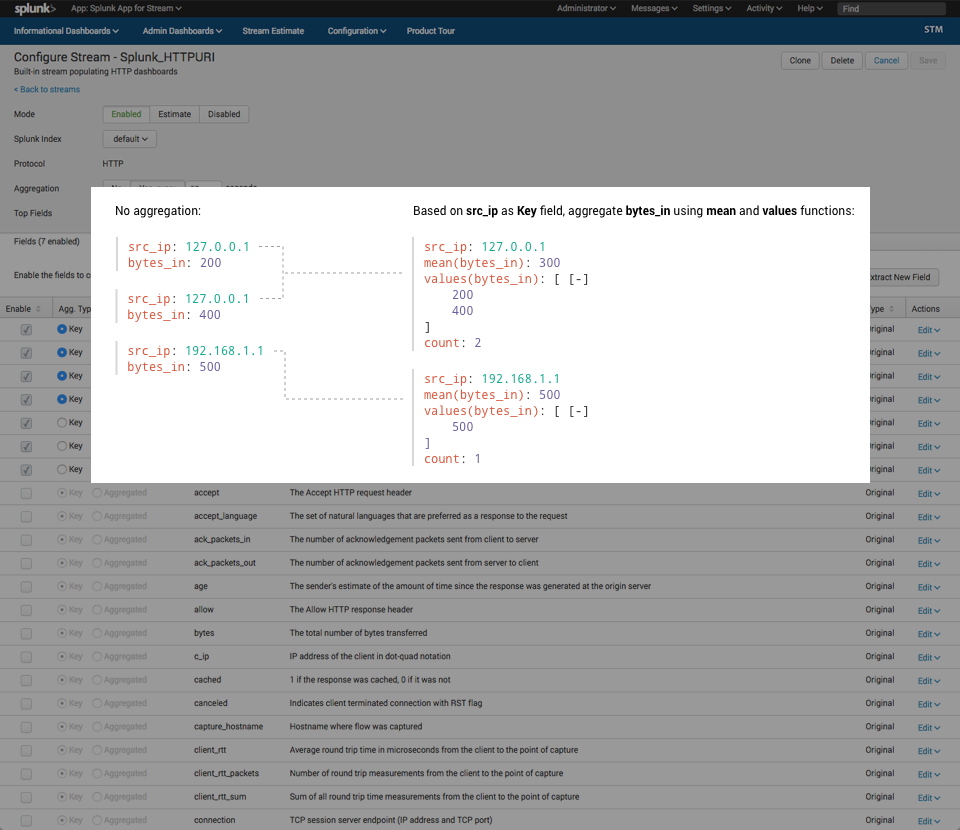 splunk> App: Splunk App for Stream Administrator Messages Settings Activity Help Find
Informational Dashboards Admin Dashboards Stream Estimate Configuration Product Tour STM
Configure Stream - Splunk_HTTPURI Clone Delete Cancel Save
Built-in stream populating HTTP dashboards
< Back to streams
Mode Enabled Estimate Disabled
Splunk Index default
Protocol HTTP
Aggregation
Top Fields
Fields (7 enabled)
Enable the fields to
Extract New Field
Enable Agg. Typ Actions
Key Original Edit
Key Original Edit
Key Original Edit
Key Original Edit
Key Original Edit
Key Original Edit
Key Original Edit
No aggregation:
src_ip: 127.0.0.1
bytes_in: 200
src_ip: 127.0.0.1
bytes_in: 400
src_ip: 192.168.1.1
bytes_in: 500
Based on src_ip as Key field, aggregate bytes_in using mean and values functions:
src_ip: 127.0.0.1
mean(bytes_in): 300
values(bytes_in): [ [-]
200
400
]
count: 2
src_ip: 192.168.1.1
mean(bytes_in): 500
values(bytes_in): [ [-]
500
]
count: 1
Key Aggregated accept The Accept HTTP request header Original Edit
Key Aggregated accept_language The set of natural languages that are preferred as a response to the request Original Edit
Key Aggregated ack_packets_in The number of acknowledgement packets sent from client to server Original Edit
Key Aggregated ack_packets_out The number of acknowledgement packets sent from server to client Original Edit
Key Aggregated age The sender's estimate of the amount of time since the response was generated at the origin server Original Edit
Key Aggregated allow The Allow HTTP response header Original Edit
Key Aggregated bytes The total number of bytes transferred Original Edit
Key Aggregated c_ip IP address of the client in dot-quad notation Original Edit
Key Aggregated cached 1 if the response was cached, 0 if it was not Original Edit
Key Aggregated canceled Indicates client terminated connection with RST flag Original Edit
Key Aggregated capture_hostname Hostname where flow was captured Original Edit
Key Aggregated client_rtt Average round trip time in microseconds from the client to the point of capture Original Edit
Key Aggregated client_rtt_packets Number of round trip measurements from the client to the point of capture Original Edit
Key Aggregated client_rtt_sum Sum of all round trip time measurements from the client to the point of capture Original Edit
Key Aggregated connection TCP session server endpoint (IP address and TCP port) Original Edit